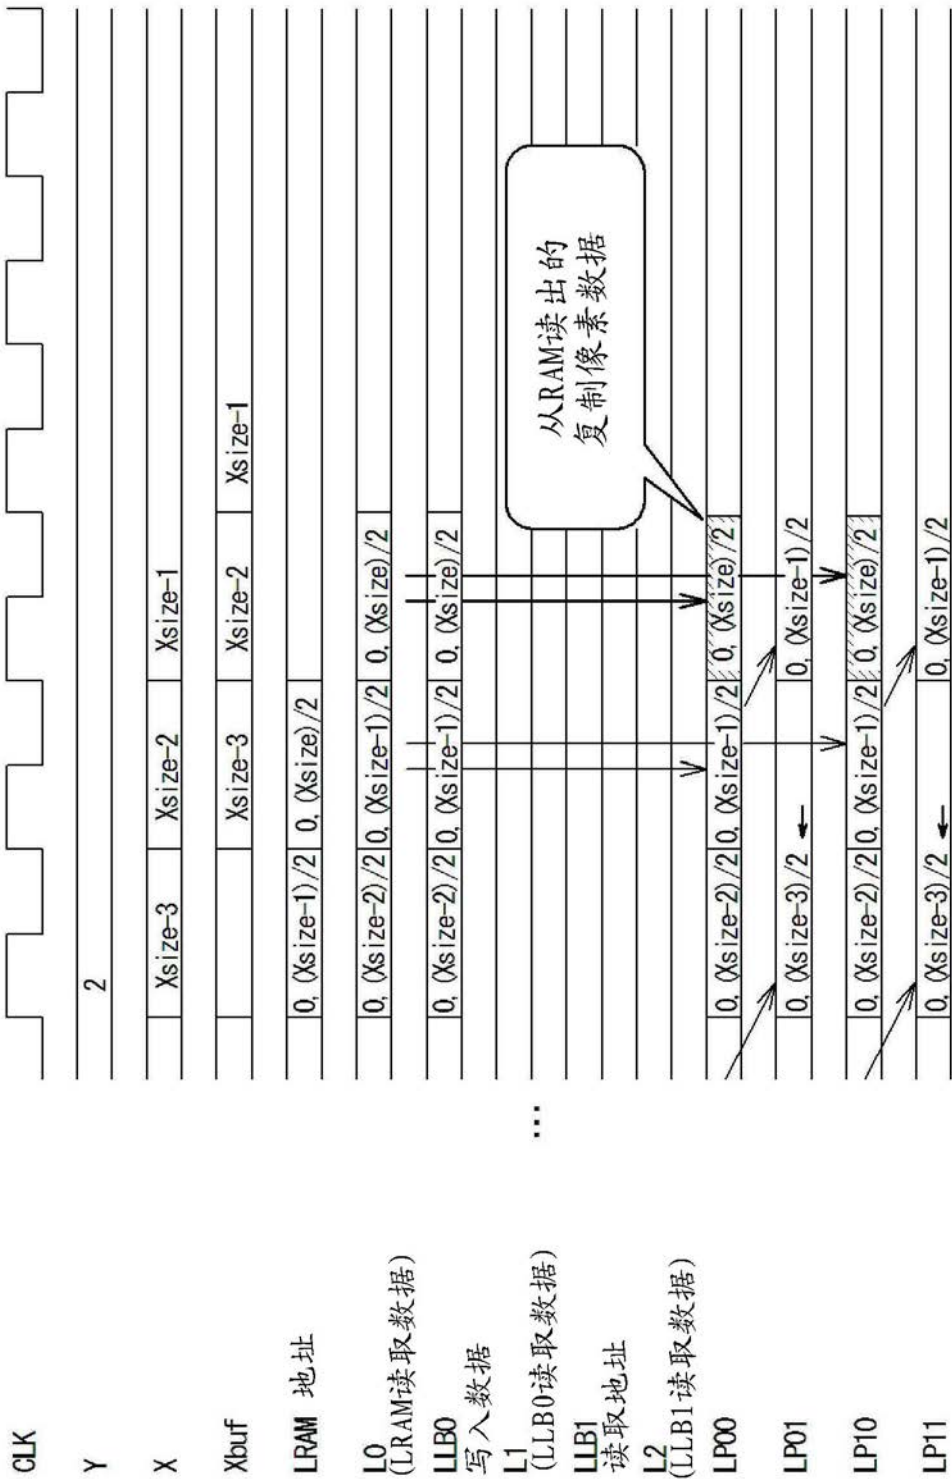 CLK
Y
2
X
Xsize-3
Xsize-2
Xsize-1
Xbuf
Xsize-3
Xsize-2
Xsize-1
LRAM 地址
0, (Xsize-1)/2
0, (Xsize)/2
L0
(LRAM读取数据)
0, (Xsize-2)/2
0, (Xsize-1)/2
0, (Xsize)/2
LLB0
写入数据
0, (Xsize-2)/2
0, (Xsize-1)/2
0, (Xsize)/2
L1
(LLB0读取数据)
...
LLB1
读取地址
L2
(LLB1读取数据)
从RAM读出的
复制像素数据
LP00
0, (Xsize-2)/2
0, (Xsize-1)/2
0, (Xsize)/2
LP01
0, (Xsize-3)/2
0, (Xsize-1)/2
LP10
0, (Xsize-2)/2
0, (Xsize-1)/2
0, (Xsize)/2
LP11
0, (Xsize-3)/2
0, (Xsize-1)/2